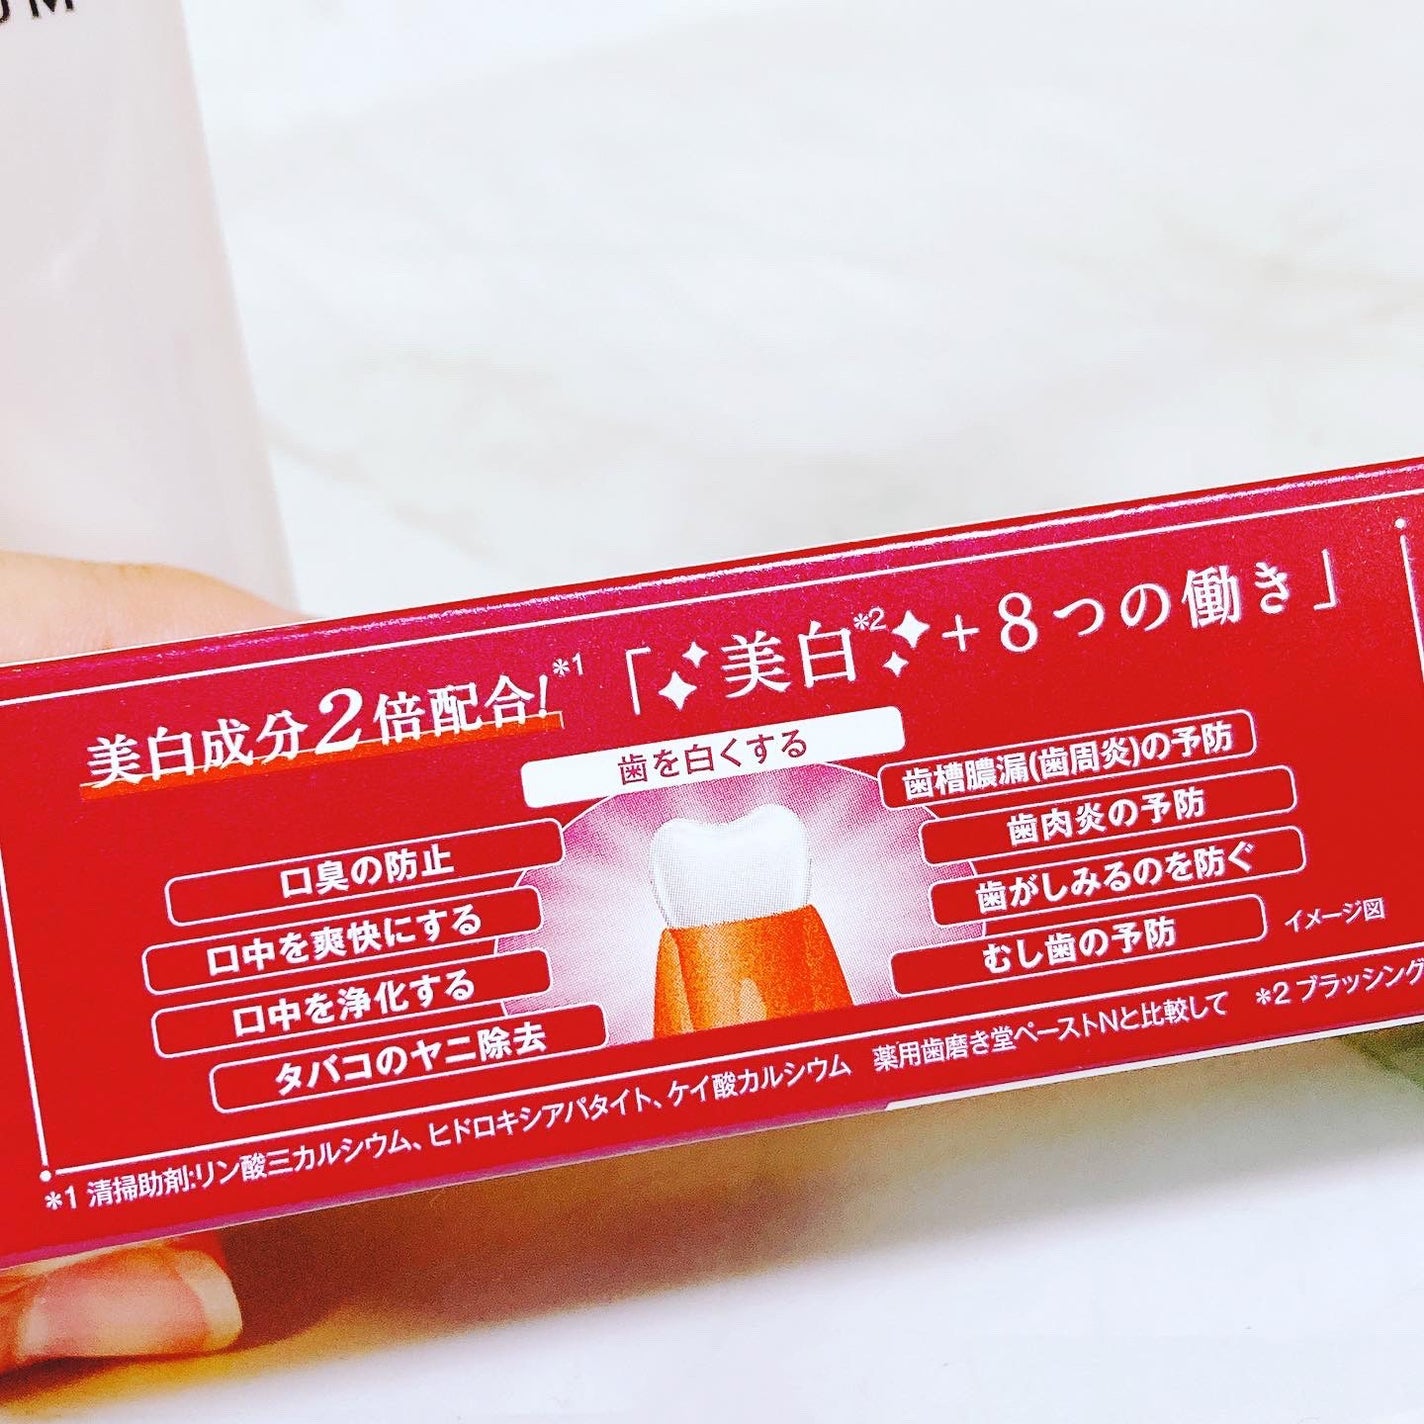 UM
美白成分2倍配合!*1「美白*2+8つの働き」
歯を白くする
口臭の防止
口中を爽快にする
口中を浄化する
タバコのヤニ除去
歯槽膿漏(歯周炎)の予防
歯肉炎の予防
歯がしみるのを防ぐ
むし歯の予防
イメージ図
*1 清掃助剤:リン酸三カルシウム、ヒドロキシアパタイト、ケイ酸カルシウム 薬用歯磨き堂ペーストNと比較して *2 ブラッシング